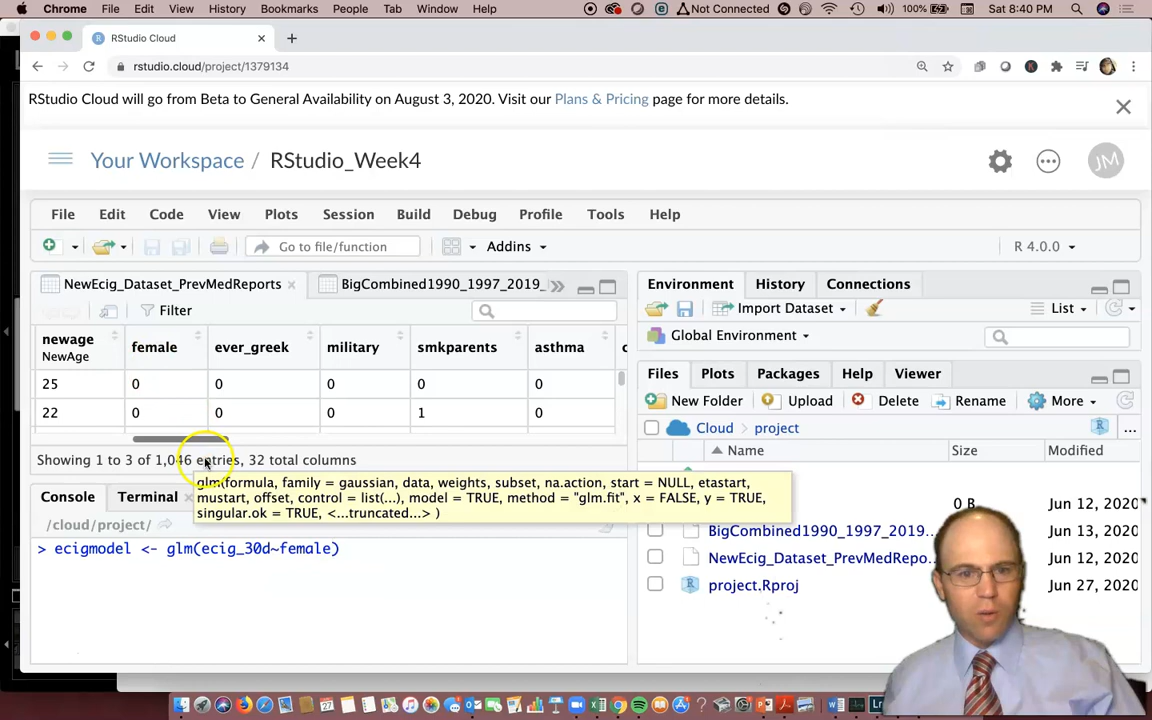 Chrome File Edit View History Bookmarks People Tab Window Help Not Connected 100% Sat 8:40 PM
RStudio Cloud
rstudio.cloud/project/1379134
RStudio Cloud will go from Beta to General Availability on August 3, 2020. Visit our Plans & Pricing page for more details.
Your Workspace / RStudio_Week4 JM
File Edit Code View Plots Session Build Debug Profile Tools Help
Go to file/function Addins R 4.0.0
NewEcig_Dataset_PrevMedReports BigCombined1990_1997_2019_
Filter
newage female ever_greek military smkparents asthma
NewAge
25 0 0 0 0 0
22 0 0 0 1 0
Showing 1 to 3 of 1,046 entries, 32 total columns
glm(formula, family = gaussian, data, weights, subset, na.action, start = NULL, etastart,
mustart, offset, control = list(...), model = TRUE, method = "glm.fit", x = FALSE, y = TRUE,
singular.ok = TRUE, <...truncated...> )
Console Terminal
/cloud/project/
> ecigmodel <- glm(ecig_30d~female)
Environment History Connections
Import Dataset List
Global Environment
Files Plots Packages Help Viewer
New Folder Upload Delete Rename More
Cloud project ...
Name Size Modified
0 B Jun 12, 2020
BigCombined1990_1997_2019... Jun 13, 2020
NewEcig_Dataset_PrevMedRepo... Jun 12, 2020
project.Rproj Jun 27, 2020